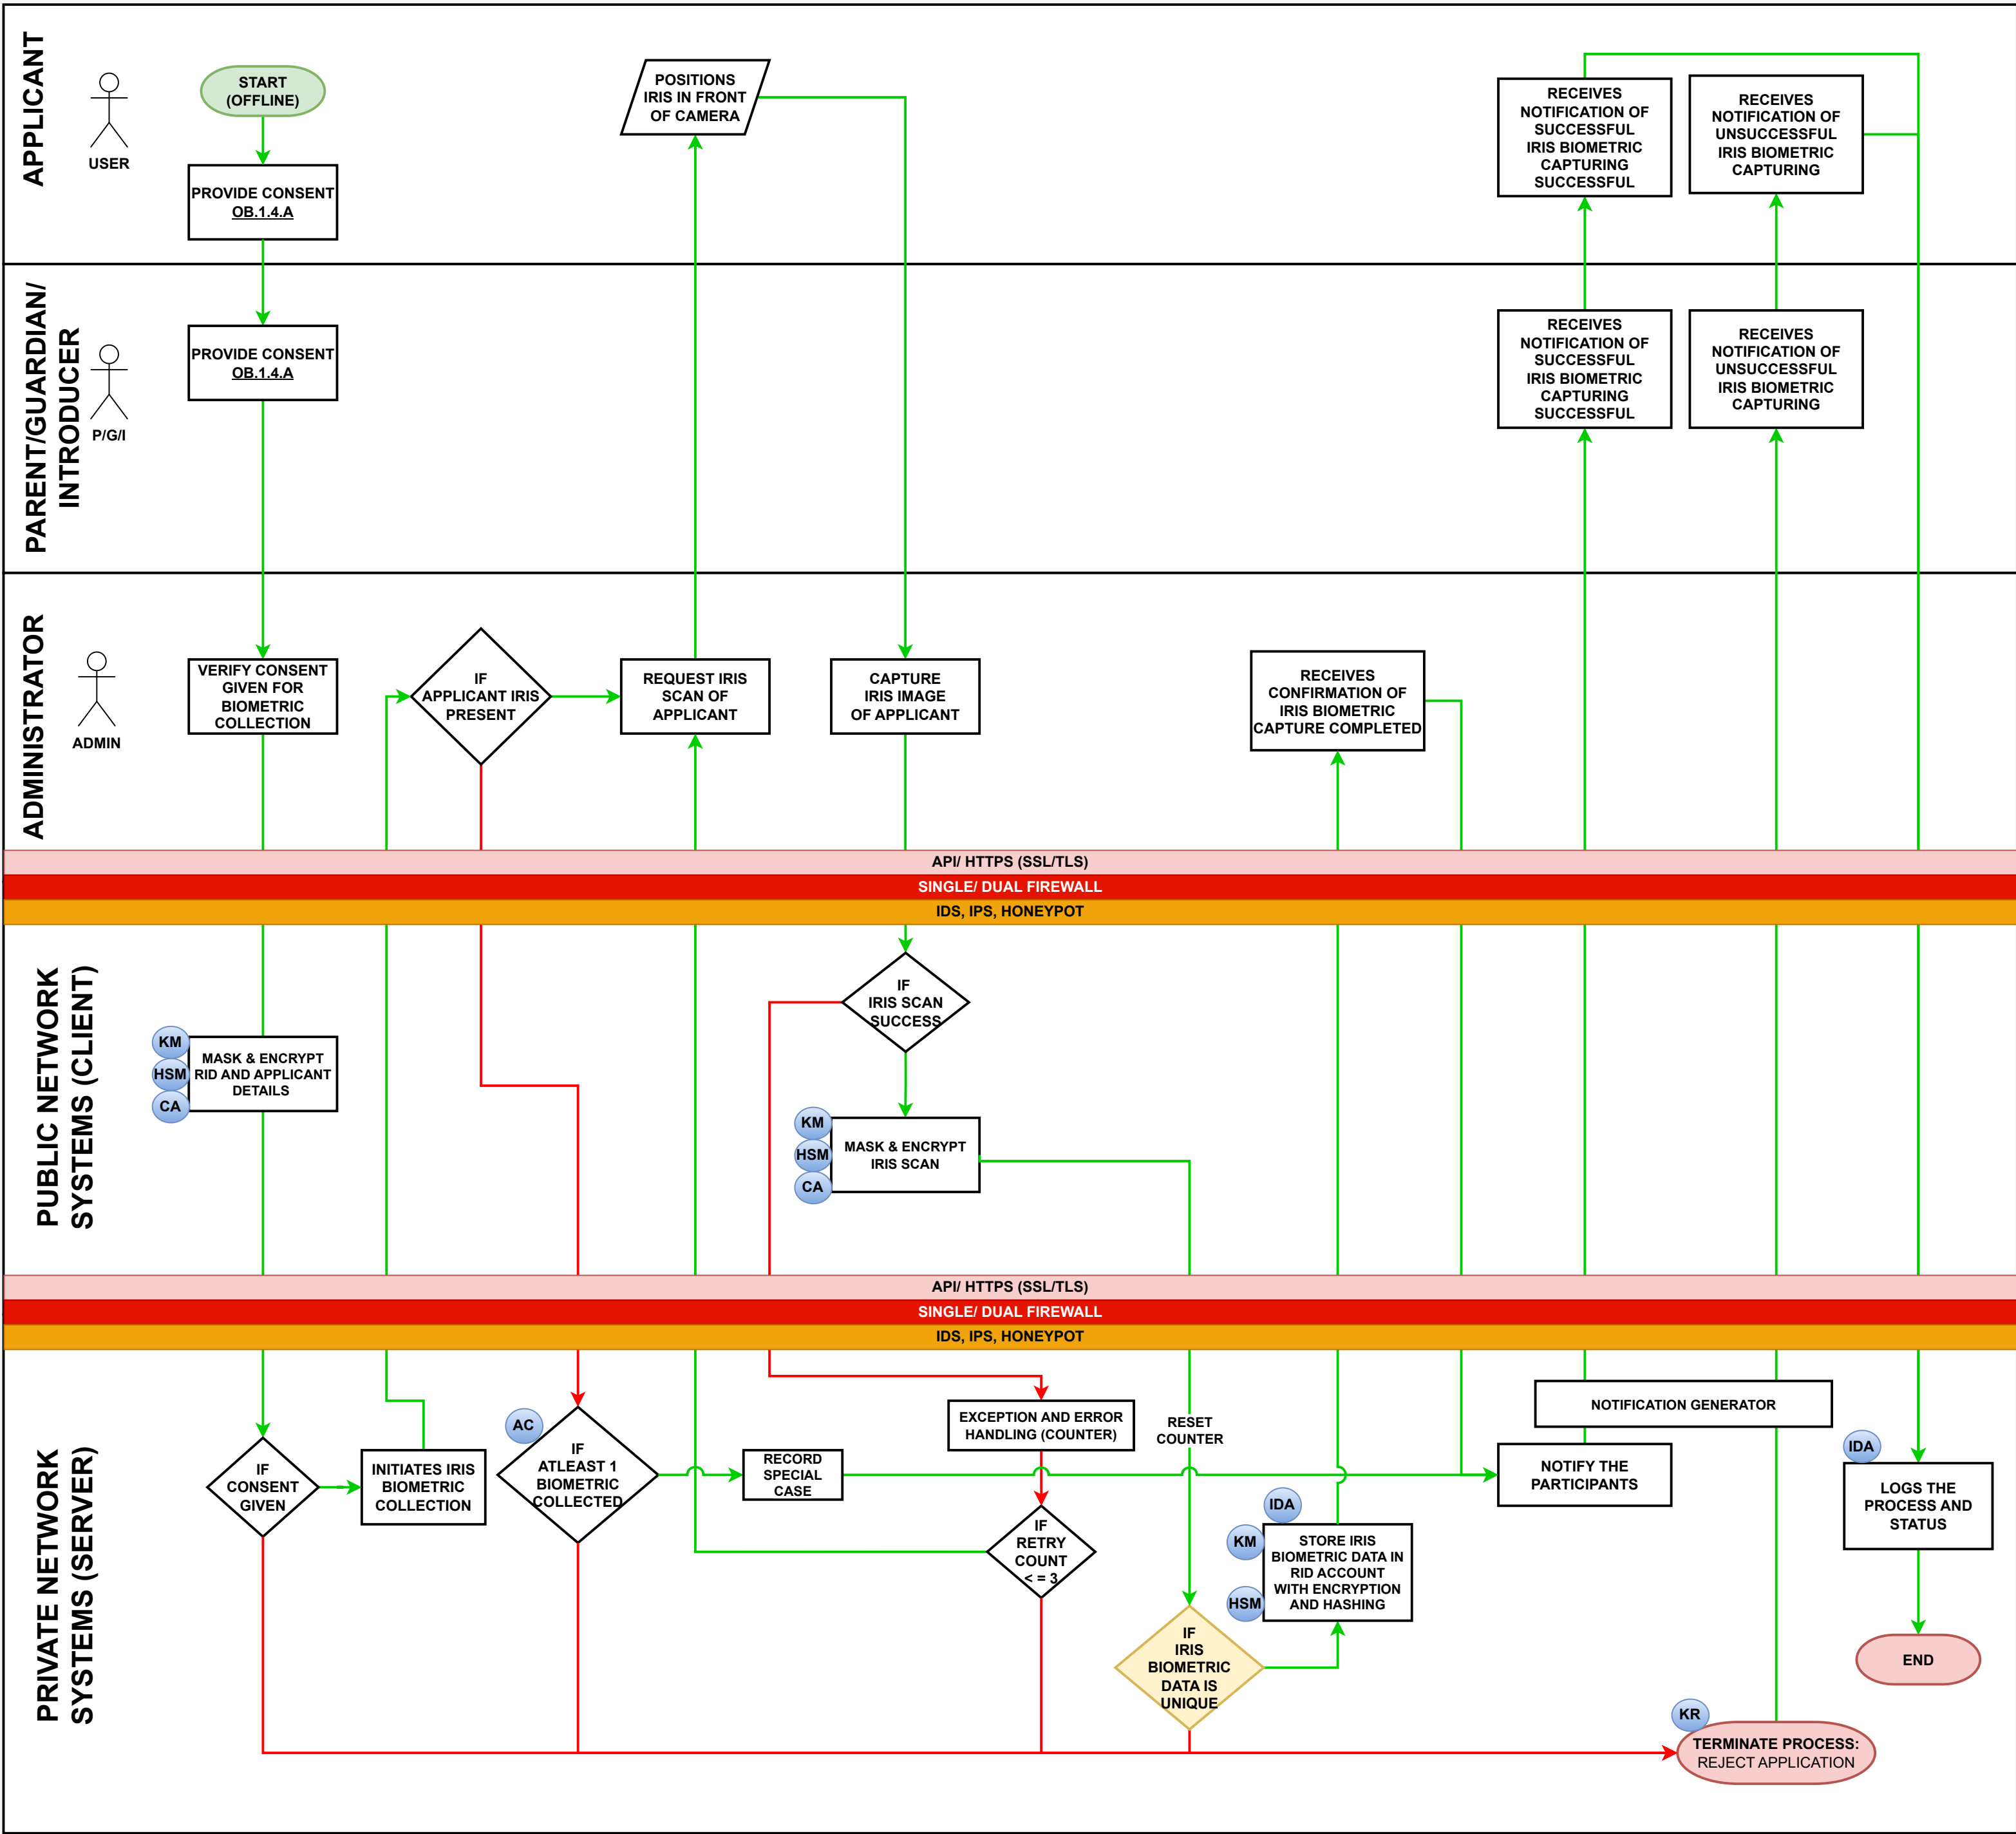 APPLICANT
USER
START
(OFFLINE)
PROVIDE CONSENT
OB.1.4.A
POSITIONS
IRIS IN FRONT
OF CAMERA
RECEIVES
NOTIFICATION OF
SUCCESSFUL
IRIS BIOMETRIC
CAPTURING
SUCCESSFUL
RECEIVES
NOTIFICATION OF
UNSUCCESSFUL
IRIS BIOMETRIC
CAPTURING
PARENT/GUARDIAN/
INTRODUCER
P/G/I
PROVIDE CONSENT
OB.1.4.A
RECEIVES
NOTIFICATION OF
SUCCESSFUL
IRIS BIOMETRIC
CAPTURING
SUCCESSFUL
RECEIVES
NOTIFICATION OF
UNSUCCESSFUL
IRIS BIOMETRIC
CAPTURING
ADMINISTRATOR
ADMIN
VERIFY CONSENT
GIVEN FOR
BIOMETRIC
COLLECTION
IF
APPLICANT IRIS
PRESENT
REQUEST IRIS
SCAN OF
APPLICANT
CAPTURE
IRIS IMAGE
OF APPLICANT
RECEIVES
CONFIRMATION OF
IRIS BIOMETRIC
CAPTURE COMPLETED
API/ HTTPS (SSL/TLS)
SINGLE/ DUAL FIREWALL
IDS, IPS, HONEYPOT
PUBLIC NETWORK
SYSTEMS (CLIENT)
KM
HSM
CA
MASK & ENCRYPT
RID AND APPLICANT
DETAILS
IF
IRIS SCAN
SUCCESS
KM
HSM
CA
MASK & ENCRYPT
IRIS SCAN
API/ HTTPS (SSL/TLS)
SINGLE/ DUAL FIREWALL
IDS, IPS, HONEYPOT
PRIVATE NETWORK
SYSTEMS (SERVER)
IF
CONSENT
GIVEN
INITIATES IRIS
BIOMETRIC
COLLECTION
AC
IF
ATLEAST 1
BIOMETRIC
COLLECTED
RECORD
SPECIAL
CASE
EXCEPTION AND ERROR
HANDLING (COUNTER)
IF
RETRY
COUNT
< = 3
RESET
COUNTER
IF
IRIS
BIOMETRIC
DATA IS
UNIQUE
IDA
KM
HSM
STORE IRIS
BIOMETRIC DATA IN
RID ACCOUNT
WITH ENCRYPTION
AND HASHING
NOTIFICATION GENERATOR
NOTIFY THE
PARTICIPANTS
IDA
LOGS THE
PROCESS AND
STATUS
END
KR
TERMINATE PROCESS:
REJECT APPLICATION